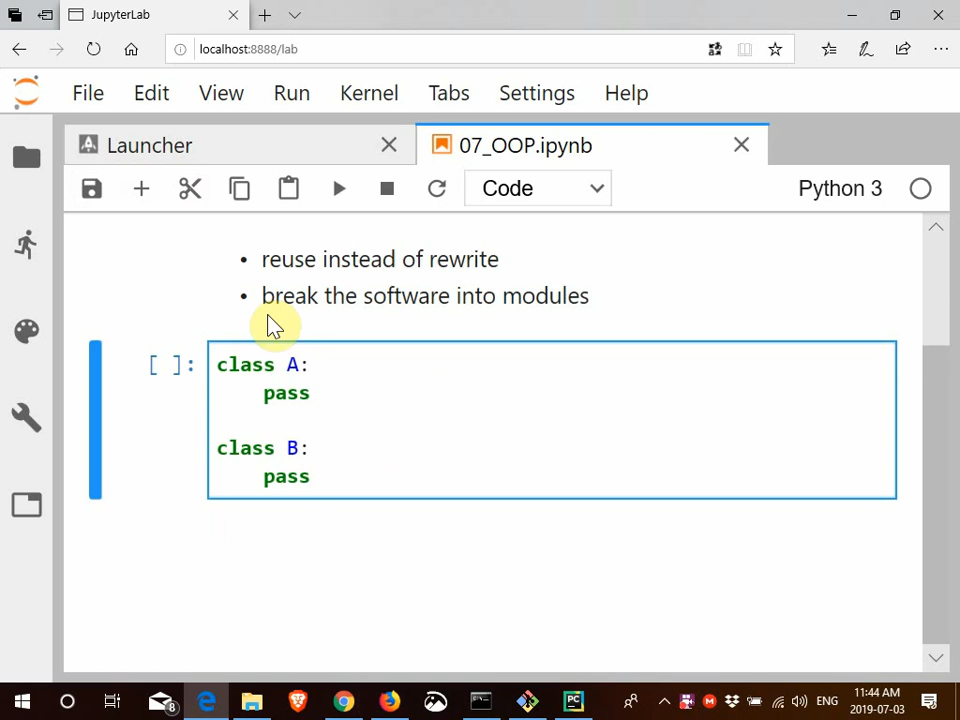 JupyterLab
localhost:8888/lab
File Edit View Run Kernel Tabs Settings Help
Launcher
07_OOP.ipynb
Code
Python 3
• reuse instead of rewrite
• break the software into modules
[ ]:
class A:
    pass
class B:
    pass
8
PC
ENG
11:44 AM
2019-07-03